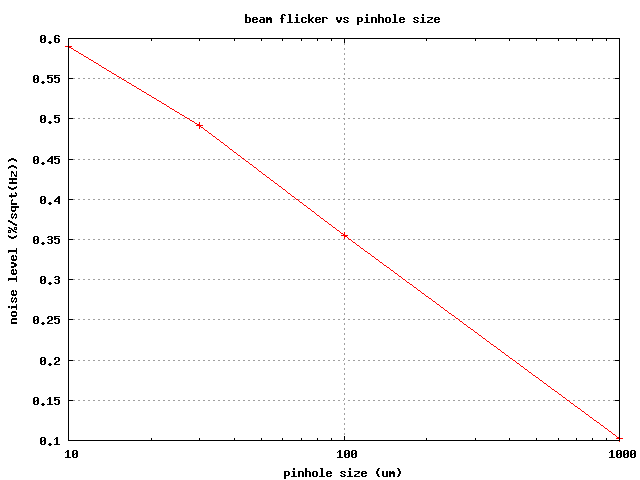 beam flicker vs pinhole size
0.6
0.55
0.5
0.45
0.4
0.35
0.3
0.25
0.2
0.15
0.1
noise level (%/sqrt(Hz))
10 100 1000
pinhole size (um)